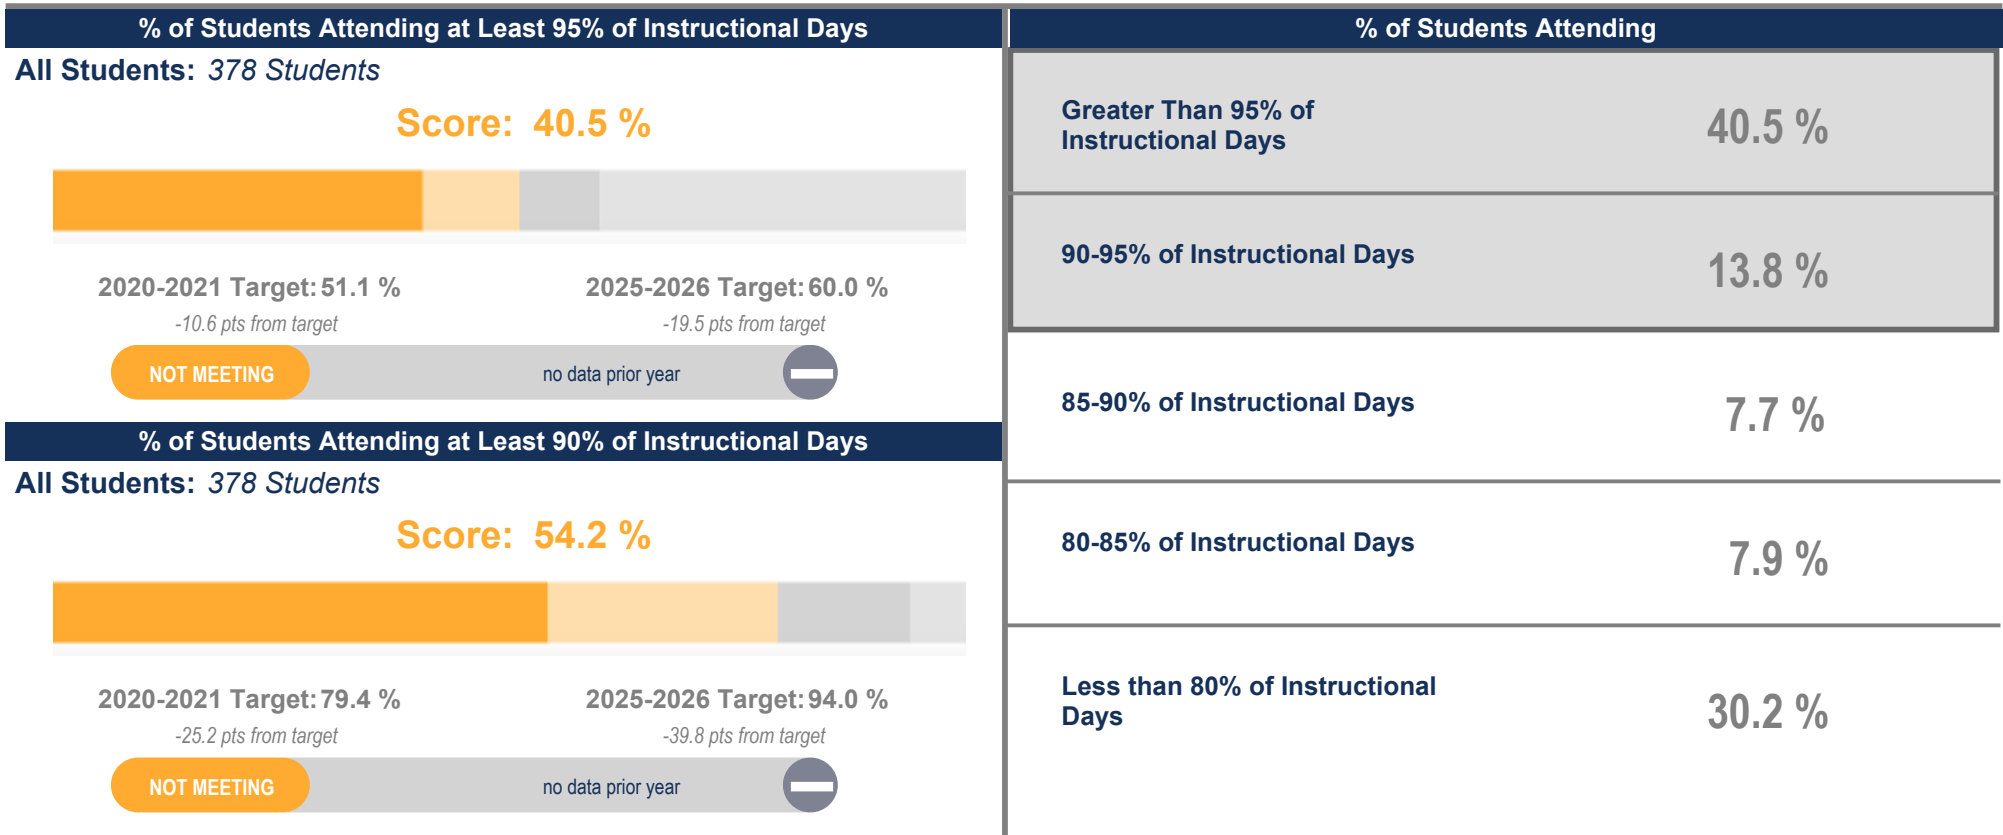 % of Students Attending at Least 95% of Instructional Days
All Students: 378 Students
Score: 40.5 %
2020-2021 Target: 51.1 %
-10.6 pts from target
2025-2026 Target: 60.0 %
-19.5 pts from target
NOT MEETING
no data prior year
% of Students Attending at Least 90% of Instructional Days
All Students: 378 Students
Score: 54.2 %
2020-2021 Target: 79.4 %
-25.2 pts from target
2025-2026 Target: 94.0 %
-39.8 pts from target
NOT MEETING
no data prior year
% of Students Attending
Greater Than 95% of
Instructional Days
40.5 %
90-95% of Instructional Days
13.8 %
85-90% of Instructional Days
7.7 %
80-85% of Instructional Days
7.9 %
Less than 80% of Instructional
Days
30.2 %